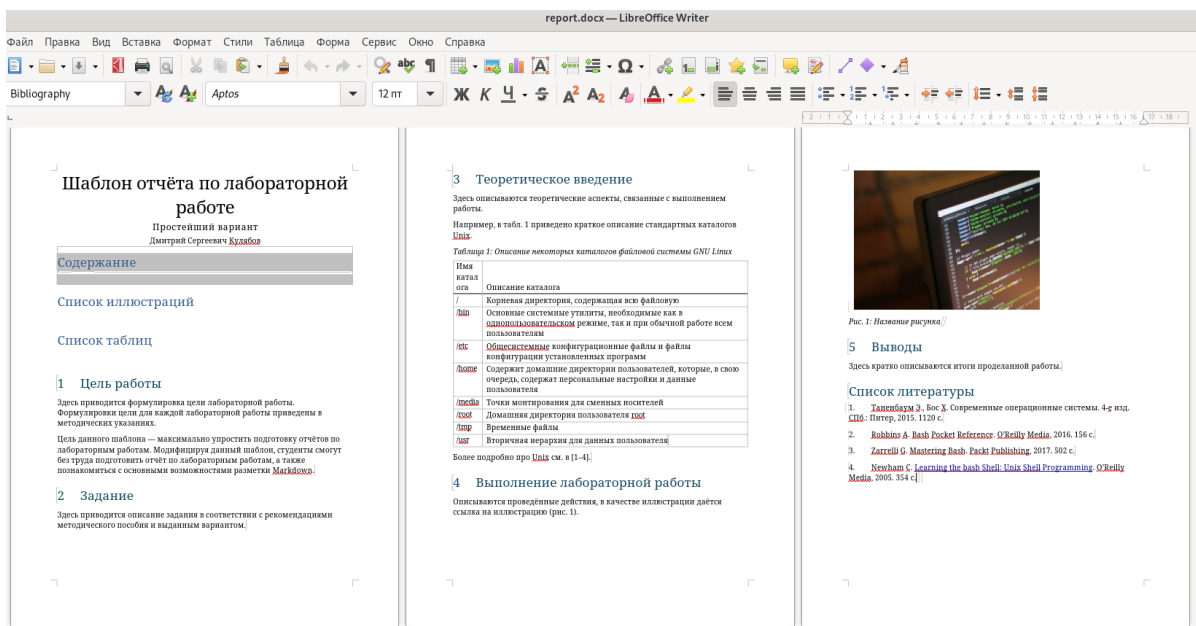 report.docx — LibreOffice Writer
Файл Правка Вид Вставка Формат Стили Таблица Форма Сервис Окно Справка
Bibliography Aptos 12 пт
Шаблон отчёта по лабораторной
работе
Простейший вариант
Дмитрий Сергеевич Кулябов
Содержание
Список иллюстраций
Список таблиц
1 Цель работы
Здесь приводится формулировка цели лабораторной работы.
Формулировки цели для каждой лабораторной работы приведены в
методических указаниях.
Цель данного шаблона — максимально упростить подготовку отчётов по
лабораторным работам. Модифицируя данный шаблон, студенты смогут
без труда подготовить отчёт по лабораторным работам, а также
познакомиться с основными возможностями разметки Markdown.
2 Задание
Здесь приводится описание задания в соответствии с рекомендациями
методического пособия и выданным вариантом.
3 Теоретическое введение
Здесь описываются теоретические аспекты, связанные с выполнением
работы.
Например, в табл. 1 приведено краткое описание стандартных каталогов
Unix.
Таблица 1: Описание некоторых каталогов файловой системы GNU Linux
Имя
катал
ога Описание каталога
/ Корневая директория, содержащая всю файловую
/bin Основные системные утилиты, необходимые как в
однопользовательском режиме, так и при обычной работе всем
пользователям
/etc Общесистемные конфигурационные файлы и файлы
конфигурации установленных программ
/home Содержит домашние директории пользователей, которые, в свою
очередь, содержат персональные настройки и данные
пользователя
/media Точки монтирования для сменных носителей
/root Домашняя директория пользователя root
/tmp Временные файлы
/usr Вторичная иерархия для данных пользователя
Более подробно про Unix см. в [1–4].
4 Выполнение лабораторной работы
Описываются проведённые действия, в качестве иллюстрации даётся
ссылка на иллюстрацию (рис. 1).
Рис. 1: Название рисунка
5 Выводы
Здесь кратко описываются итоги проделанной работы.
Список литературы
1. Таненбаум Э., Бос Х. Современные операционные системы. 4-е изд.
СПб.: Питер, 2015. 1120 с.
2. Robbins A. Bash Pocket Reference. O'Reilly Media, 2016. 156 с.
3. Zarrelli G. Mastering Bash. Packt Publishing, 2017. 502 с.
4. Newham C. Learning the bash Shell: Unix Shell Programming. O'Reilly
Media, 2005. 354 с.